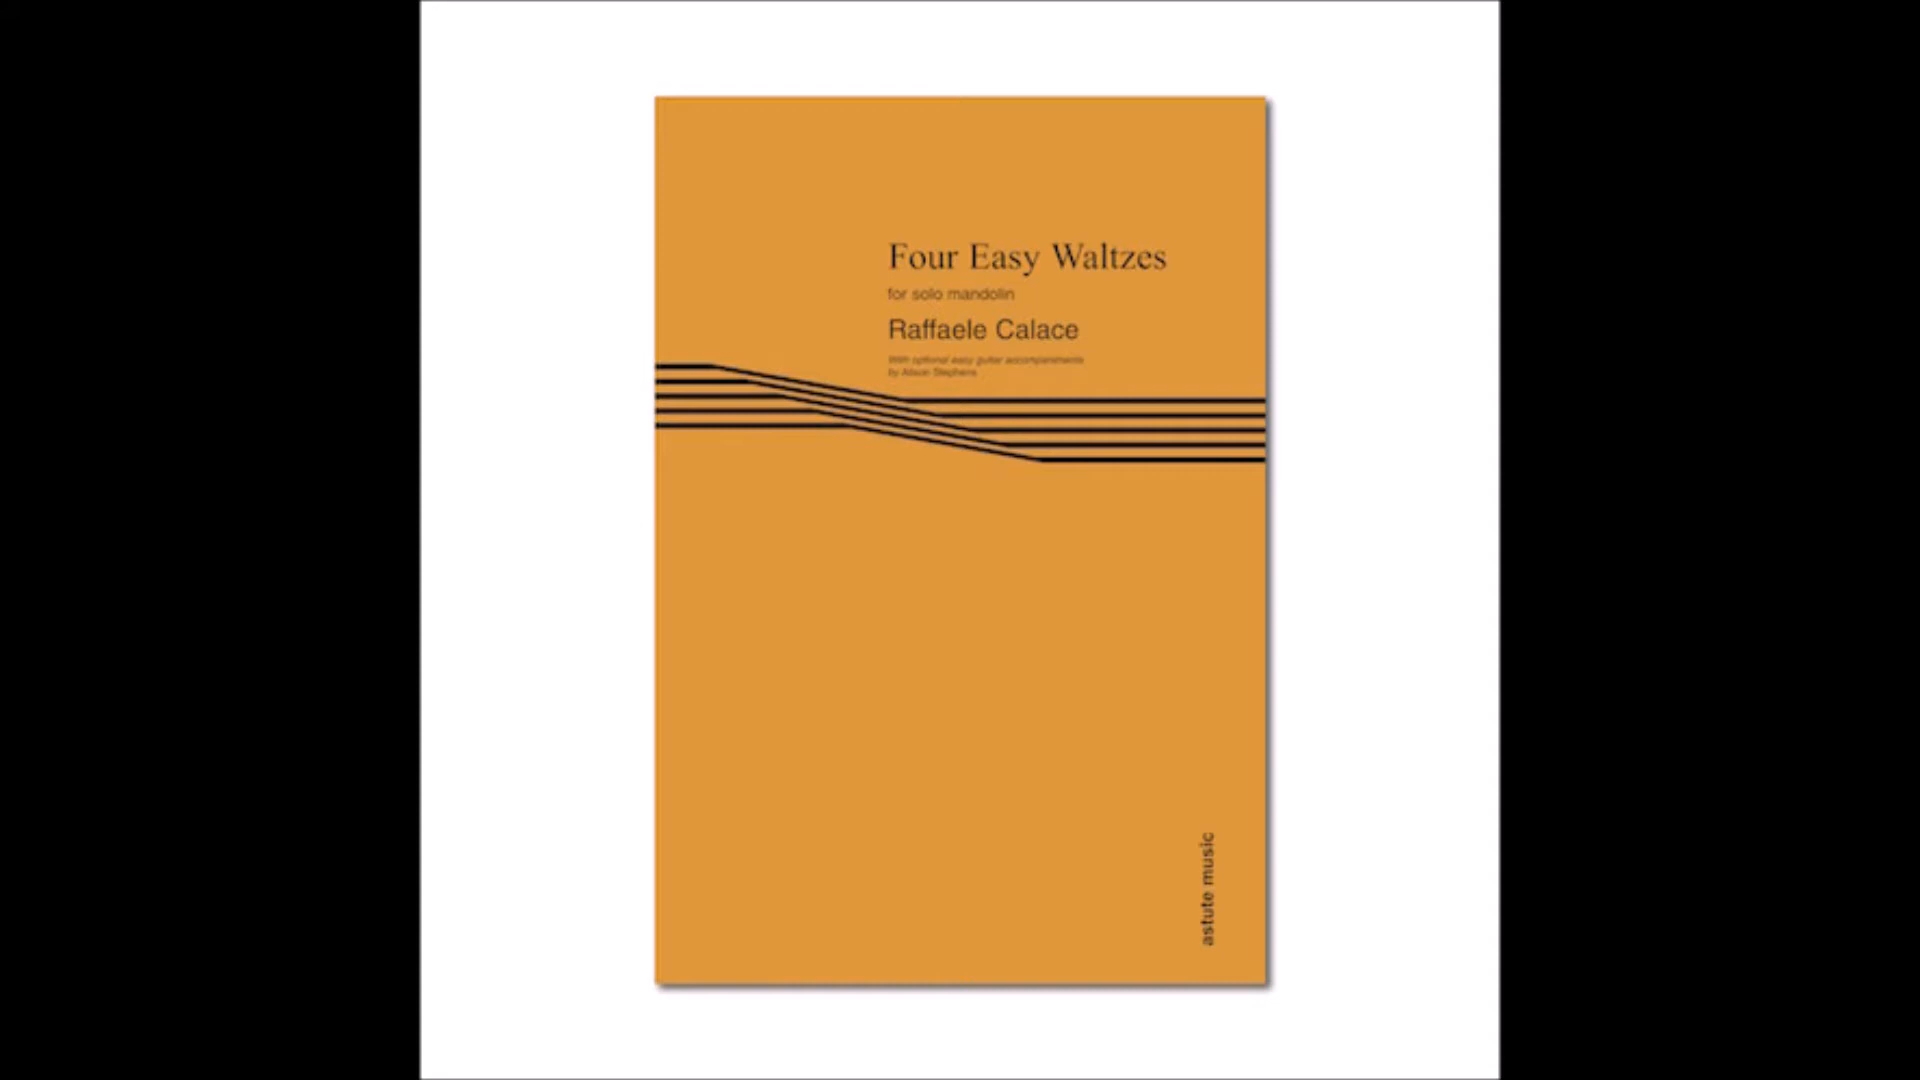 Four Easy Waltzes
for solo mandolin
Raffaele Calace
With optional easy guitar accompaniments
by Alison Stephens
astute music